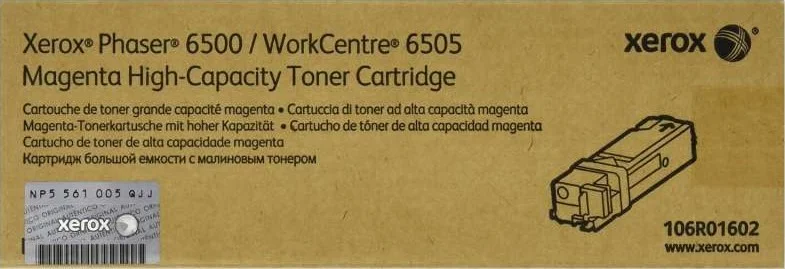 Xerox® Phaser® 6500 / WorkCentre® 6505
Magenta High-Capacity Toner Cartridge
xerox
Cartouche de toner grande capacité magenta • Cartuccia di toner ad alta capacità magenta
Magenta-Tonerkartusche mit hoher Kapazität • Cartucho de tóner de alta capacidad magenta
Cartucho de toner de alta capacidade magenta
Картридж большой емкости с малиновым тонером
NP5 561 005 QJJ
xerox
106R01602
www.xerox.com